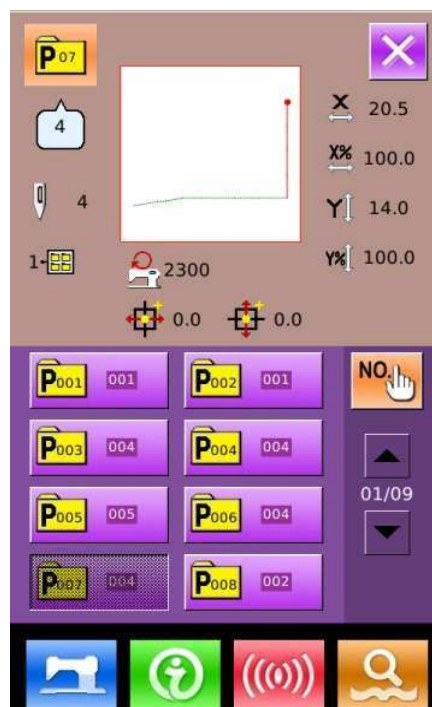 P 07
4
X 20.5
X% 100.0
4
Y 14.0
1-
Y% 100.0
2300
0.0 0.0
P001 001 P002 001 NO.
P003 004 P004 004
01/09
P005 005 P006 004
P007 004 P008 002